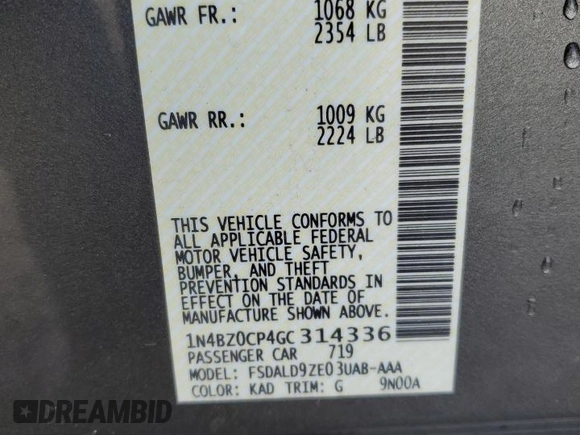 GAWR FR.: 1068 KG
2354 LB
GAWR RR.: 1009 KG
2224 LB
THIS VEHICLE CONFORMS TO
ALL APPLICABLE FEDERAL
MOTOR VEHICLE SAFETY,
BUMPER, AND THEFT
PREVENTION STANDARDS IN
EFFECT ON THE DATE OF
MANUFACTURE SHOWN ABOVE.
1N4BZ0CP4GC314336
PASSENGER CAR 719
MODEL: FSDALD9ZE03UAB-AAA
COLOR: KAD TRIM: G 9N00A
DREAMBID